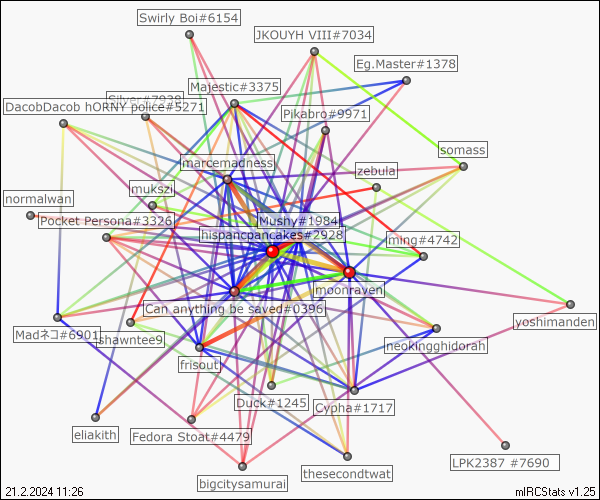 Swirly Boi#6154
JKOUYH VIII#7034
Eg.Master#1378
Majestic#3375
DacobDacob hORNY police#5271
Pikabro#9971
somass
marcemadness
zebula
mukszi
normalwan
Pocket Persona#3326
Mushy#1984
hispancpancakes#2928
ming#4742
moonraven
Can anything be saved#0396
yoshimanden
Madネコ#6901
shawntee9
neokingghidorah
frisout
Duck#1245
Cypha#1717
eliakith
Fedora Stoat#4479
LPK2387 #7690
thesecondtwat
bigcitysamurai
21.2.2024 11:26
mIRCStats v1.25